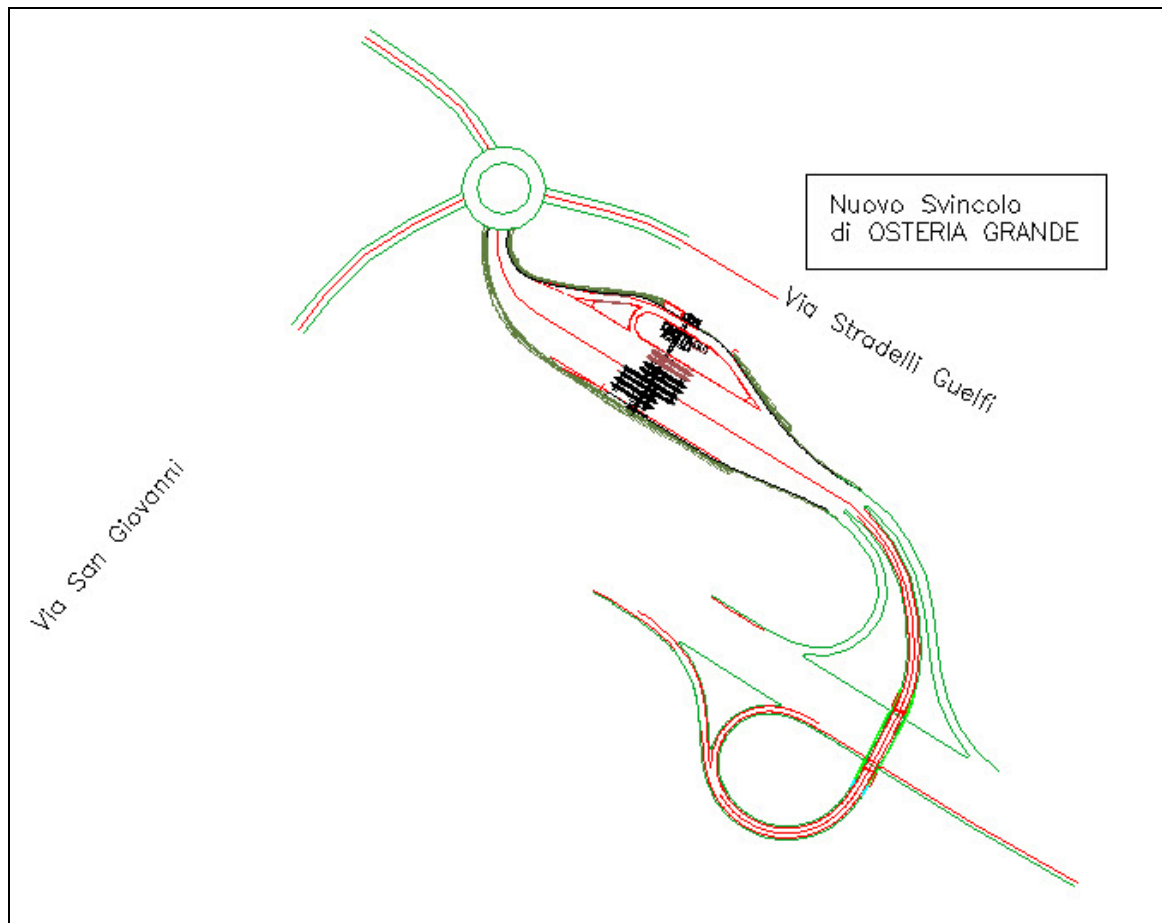 Nuovo Svincolo
di OSTERIA GRANDE
Via Stradelli Guelfi
Via San Giovanni